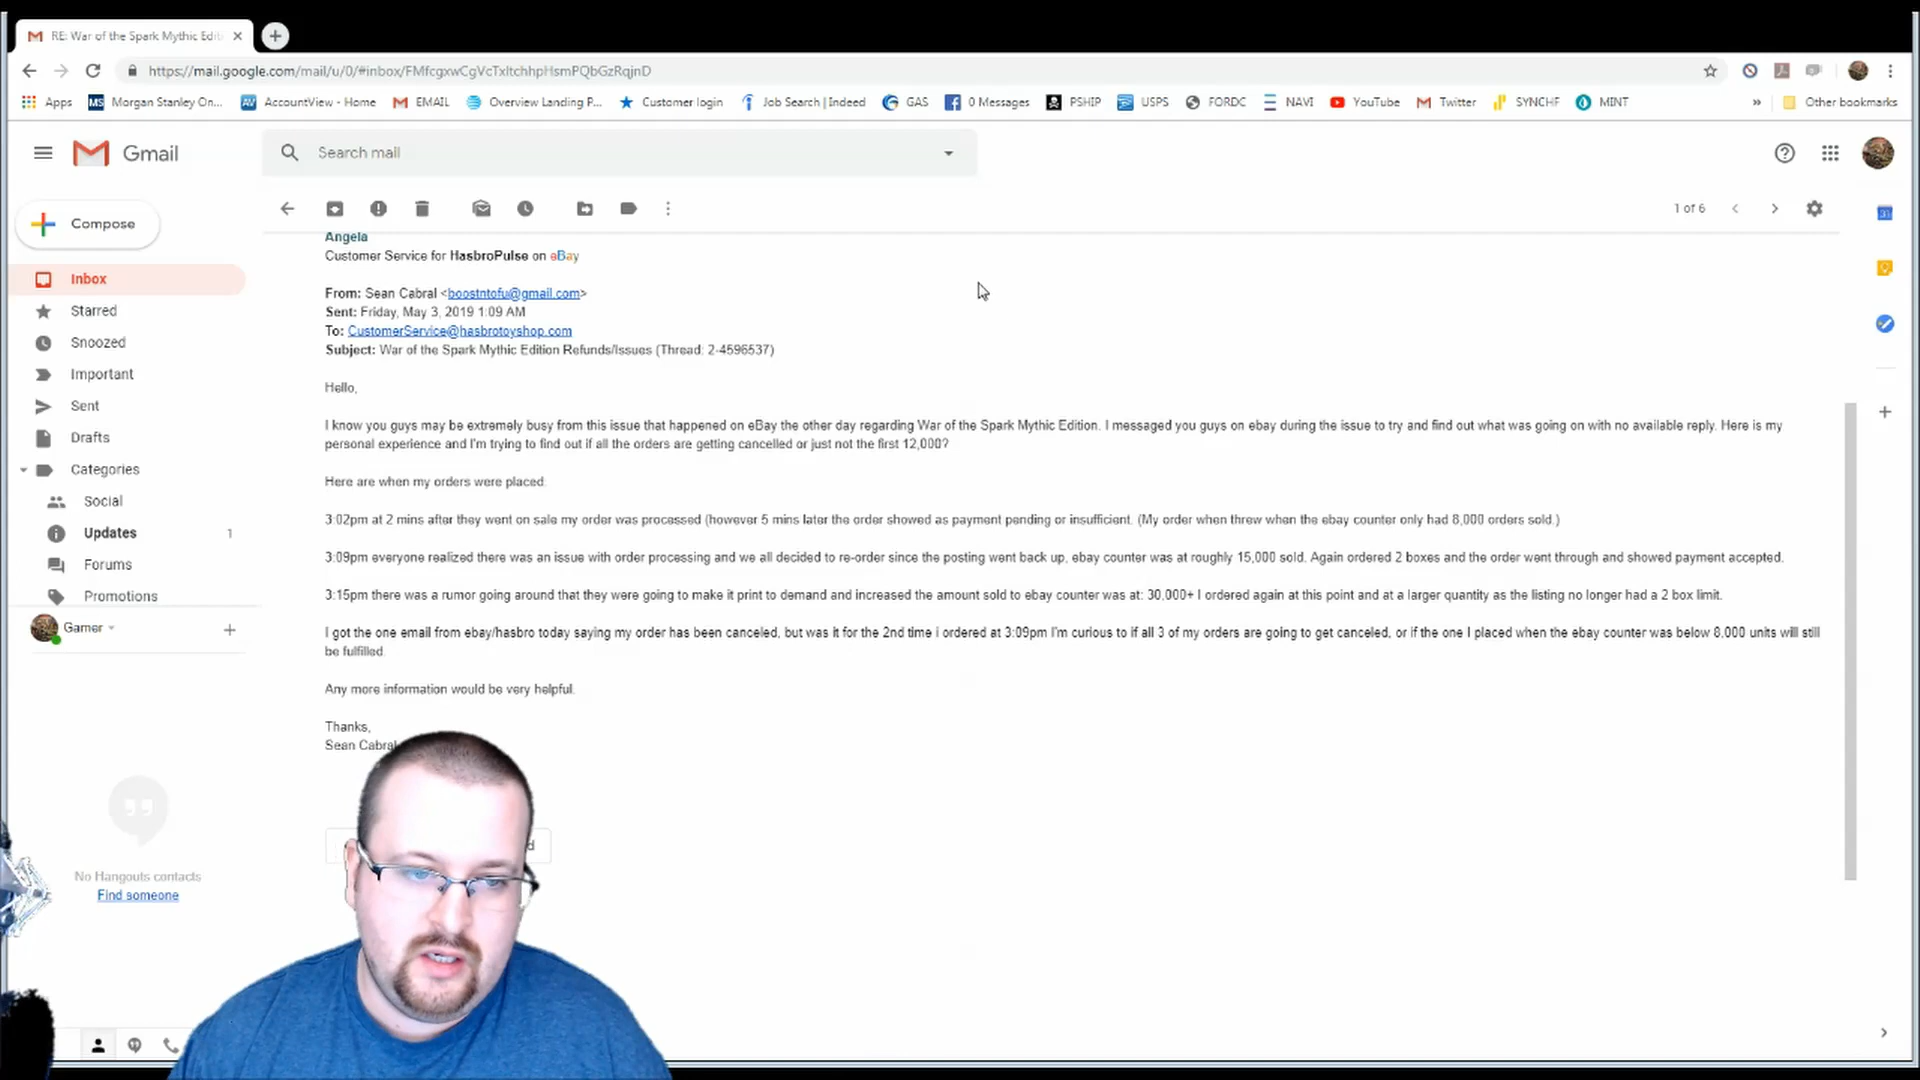 RE: War of the Spark Mythic Edit
https://mail.google.com/mail/u/0/#inbox/FMfcgxwCgVcTxltchhpHsmPQbGzRqjnD
Apps Morgan Stanley On... AccountView - Home EMAIL Overview Landing P... Customer login Job Search | Indeed GAS 0 Messages PSHIP USPS FORDC NAVI YouTube Twitter SYNCHF MINT » Other bookmarks
Gmail
Search mail
1 of 6
Compose
Inbox
Starred
Snoozed
Important
Sent
Drafts
Categories
Social
Updates 1
Forums
Promotions
Gamer
No Hangouts contacts
Find someone
Angela
Customer Service for HasbroPulse on eBay
From: Sean Cabral <boostntofu@gmail.com>
Sent: Friday, May 3, 2019 1:09 AM
To: CustomerService@hasbrotoyshop.com
Subject: War of the Spark Mythic Edition Refunds/Issues (Thread: 2-4596537)
Hello,
I know you guys may be extremely busy from this issue that happened on eBay the other day regarding War of the Spark Mythic Edition. I messaged you guys on ebay during the issue to try and find out what was going on with no available reply. Here is my
personal experience and I'm trying to find out if all the orders are getting cancelled or just not the first 12,000?
Here are when my orders were placed:
3:02pm at 2 mins after they went on sale my order was processed (however 5 mins later the order showed as payment pending or insufficient. (My order when threw when the ebay counter only had 8,000 orders sold.)
3:09pm everyone realized there was an issue with order processing and we all decided to re-order since the posting went back up, ebay counter was at roughly 15,000 sold. Again ordered 2 boxes and the order went through and showed payment accepted.
3:15pm there was a rumor going around that they were going to make it print to demand and increased the amount sold to ebay counter was at: 30,000+ I ordered again at this point and at a larger quantity as the listing no longer had a 2 box limit.
I got the one email from ebay/hasbro today saying my order has been canceled, but was it for the 2nd time i ordered at 3:09pm I'm curious to if all 3 of my orders are going to get canceled, or if the one I placed when the ebay counter was below 8,000 units will still
be fulfilled.
Any more information would be very helpful.
Thanks,
Sean Cabral